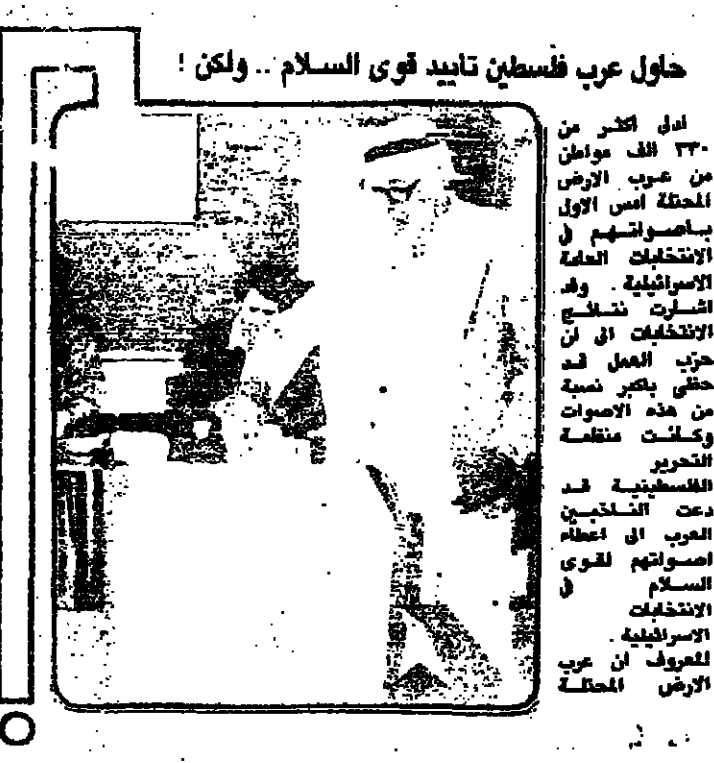 حاول عرب فلسطين تاييد قوى السلام .. ولكن !
ادلى اكثر من
٣٣٠ الف مواطن
من عرب الارض
المحتلة امس الاول
باصواتهم في
الانتخابات العامة
الاسرائيلية . وقد
اشارت نتائج
الانتخابات الى ان
حزب العمل قد
حظى باكبر نسبة
من هذه الاصوات
وكانت منظمة
التحرير
الفلسطينية قد
دعت الناخبين
العرب الى اعطاء
اصواتهم لقوى
السلام في
الانتخابات
الاسرائيلية .
المعروف ان عرب
الارض المحتلة